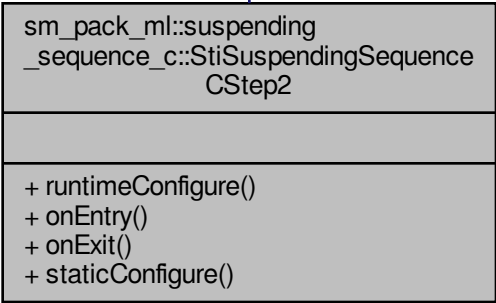 sm_pack_ml::suspending
_sequence_c::StiSuspendingSequence
CStep2
+ runtimeConfigure()
+ onEntry()
+ onExit()
+ staticConfigure()